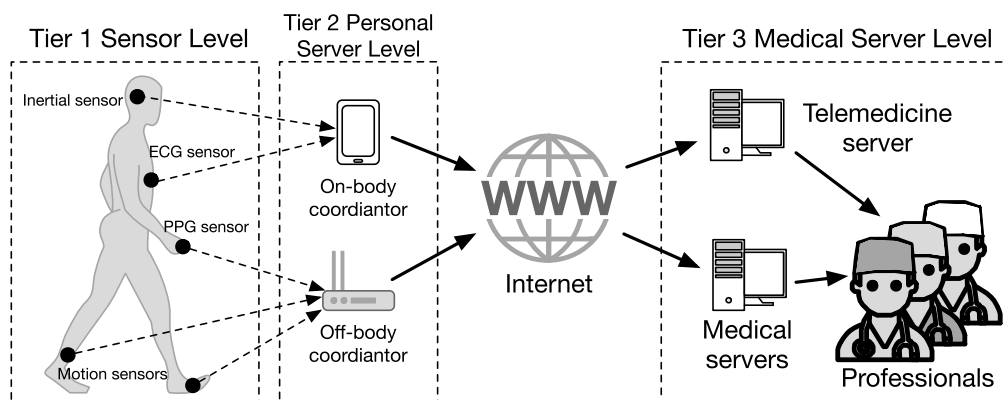 Tier 1 Sensor Level
Inertial sensor
ECG sensor
PPG sensor
Motion sensors
Tier 2 Personal
Server Level
On-body
coordiantor
Off-body
coordiantor
WWW
Internet
Tier 3 Medical Server Level
Telemedicine
server
Medical
servers
Professionals